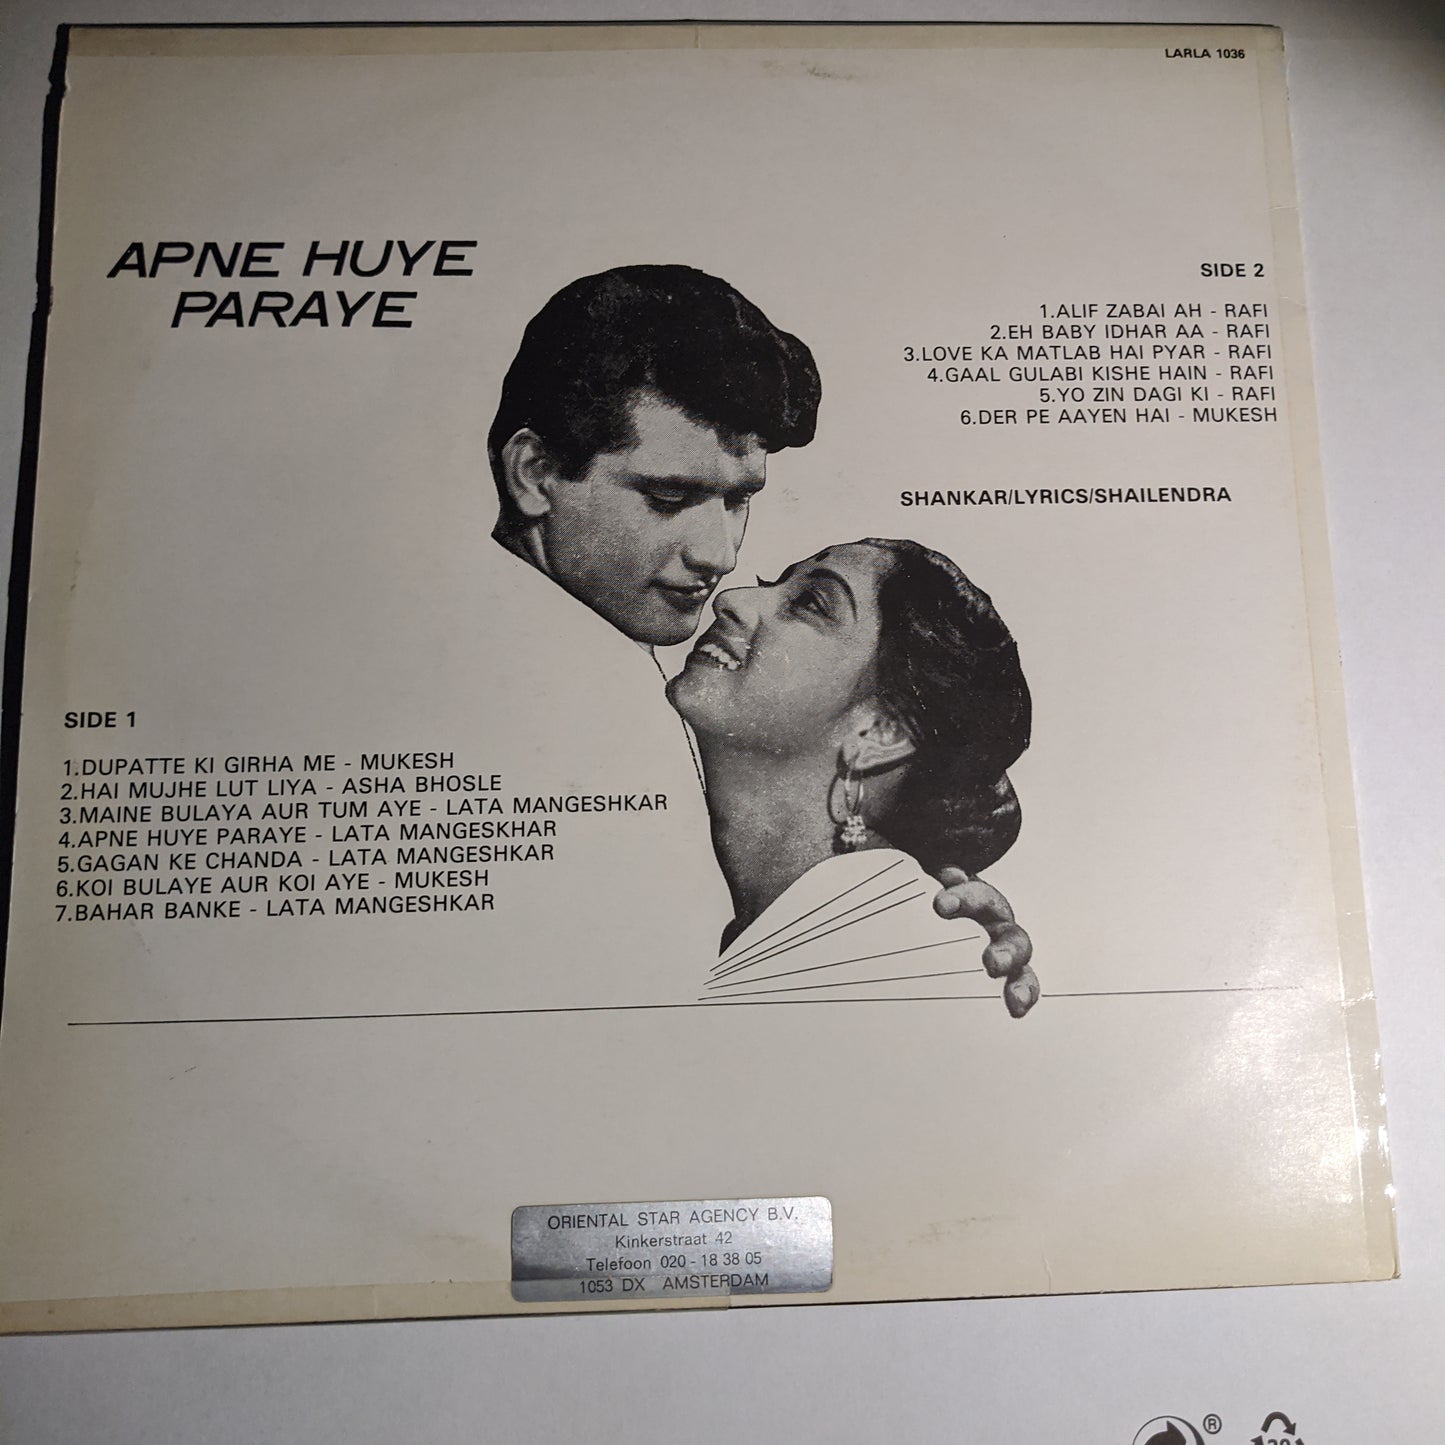 LARLA 1036
APNE HUYE
PARAYE
SIDE 2
1.ALIF ZABAI AH - RAFI
2.EH BABY IDHAR AA - RAFI
3.LOVE KA MATLAB HAI PYAR - RAFI
4.GAAL GULABI KISHE HAIN - RAFI
5.YO ZIN DAGI KI - RAFI
6.DER PE AAYEN HAI - MUKESH
SHANKAR/LYRICS/SHAILENDRA
SIDE 1
1.DUPATTE KI GIRHA ME - MUKESH
2.HAI MUJHE LUT LIYA - ASHA BHOSLE
3.MAINE BULAYA AUR TUM AYE - LATA MANGESHKAR
4.APNE HUYE PARAYE - LATA MANGESKHAR
5.GAGAN KE CHANDA - LATA MANGESHKAR
6.KOI BULAYE AUR KOI AYE - MUKESH
7.BAHAR BANKE - LATA MANGESHKAR
ORIENTAL STAR AGENCY B.V.
Kinkerstraat 42
Telefoon 020 - 18 38 05
1053 DX AMSTERDAM
®